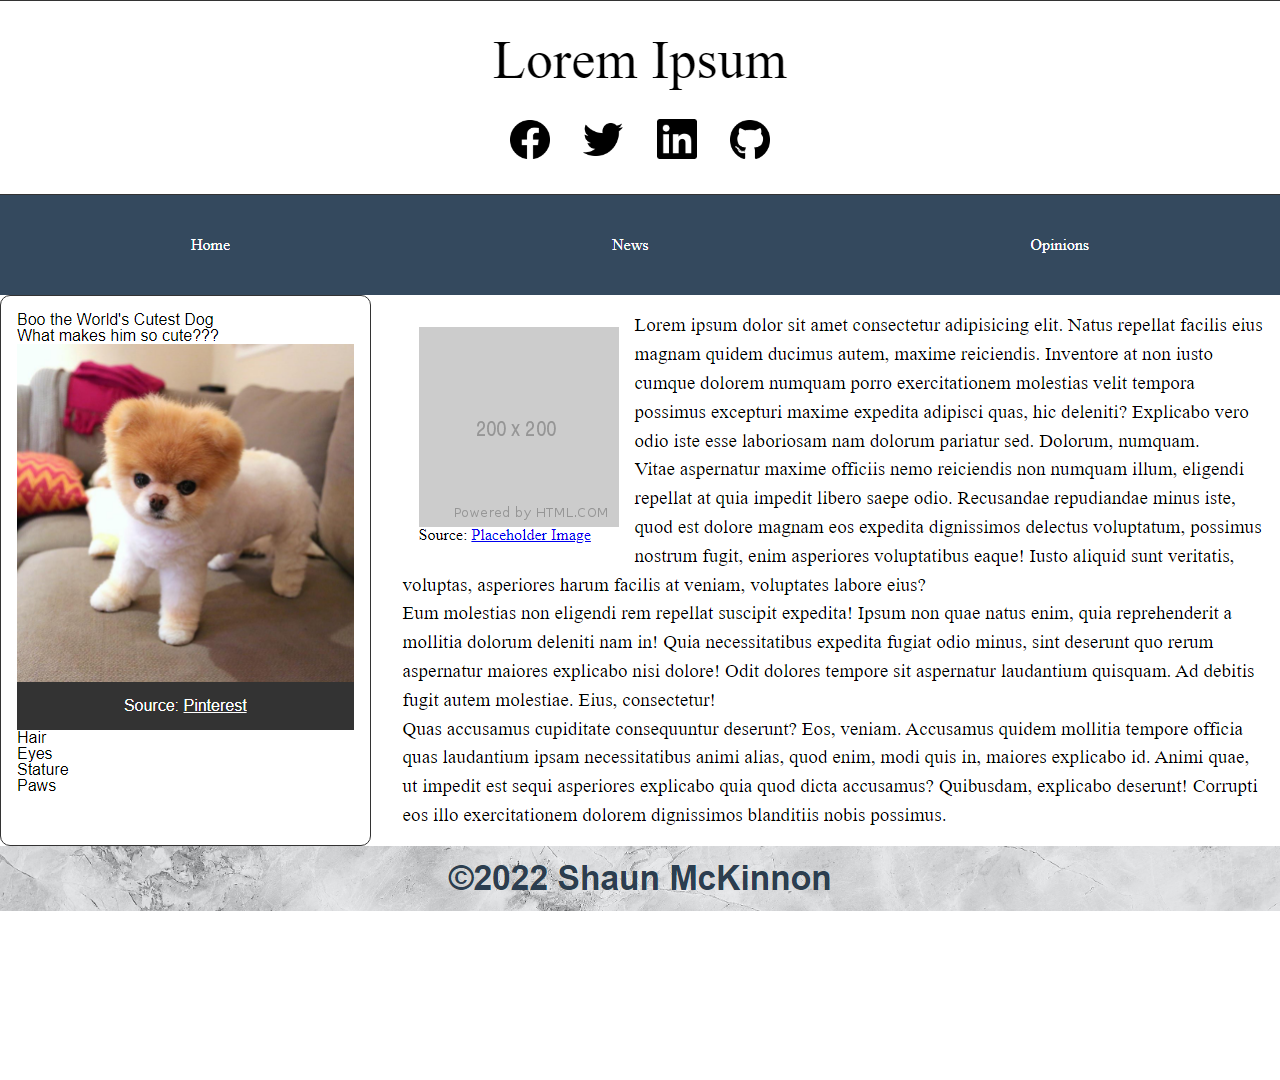 Lorem Ipsum
Home
News
Opinions
Boo the World's Cutest Dog
What makes him so cute???
Source: Pinterest
Hair
Eyes
Stature
Paws
200 x 200
Powered by HTML.COM
Source: Placeholder Image
Lorem ipsum dolor sit amet consectetur adipisicing elit. Natus repellat facilis eius
magnam quidem ducimus autem, maxime reiciendis. Inventore at non iusto
cumque dolorem numquam porro exercitationem molestias velit tempora
possimus excepturi maxime expedita adipisci quas, hic deleniti? Explicabo vero
odio iste esse laboriosam nam dolorum pariatur sed. Dolorum, numquam.
Vitae aspernatur maxime officiis nemo reiciendis non numquam illum, eligendi
repellat at quia impedit libero saepe odio. Recusandae repudiandae minus iste,
quod est dolore magnam eos expedita dignissimos delectus voluptatum, possimus
nostrum fugit, enim asperiores voluptatibus eaque! Iusto aliquid sunt veritatis,
voluptas, asperiores harum facilis at veniam, voluptates labore eius?
Eum molestias non eligendi rem repellat suscipit expedita! Ipsum non quae natus enim, quia reprehenderit a
mollitia dolorum deleniti nam in! Quia necessitatibus expedita fugiat odio minus, sint deserunt quo rerum
aspernatur maiores explicabo nisi dolore! Odit dolores tempore sit aspernatur laudantium quisquam. Ad debitis
fugit autem molestiae. Eius, consectetur!
Quas accusamus cupiditate consequuntur deserunt? Eos, veniam. Accusamus quidem mollitia tempore officia
quas laudantium ipsam necessitatibus animi alias, quod enim, modi quis in, maiores explicabo id. Animi quae,
ut impedit est sequi asperiores explicabo quia quod dicta accusamus? Quibusdam, explicabo deserunt! Corrupti
eos illo exercitationem dolorem dignissimos blanditiis nobis possimus.
©2022 Shaun McKinnon